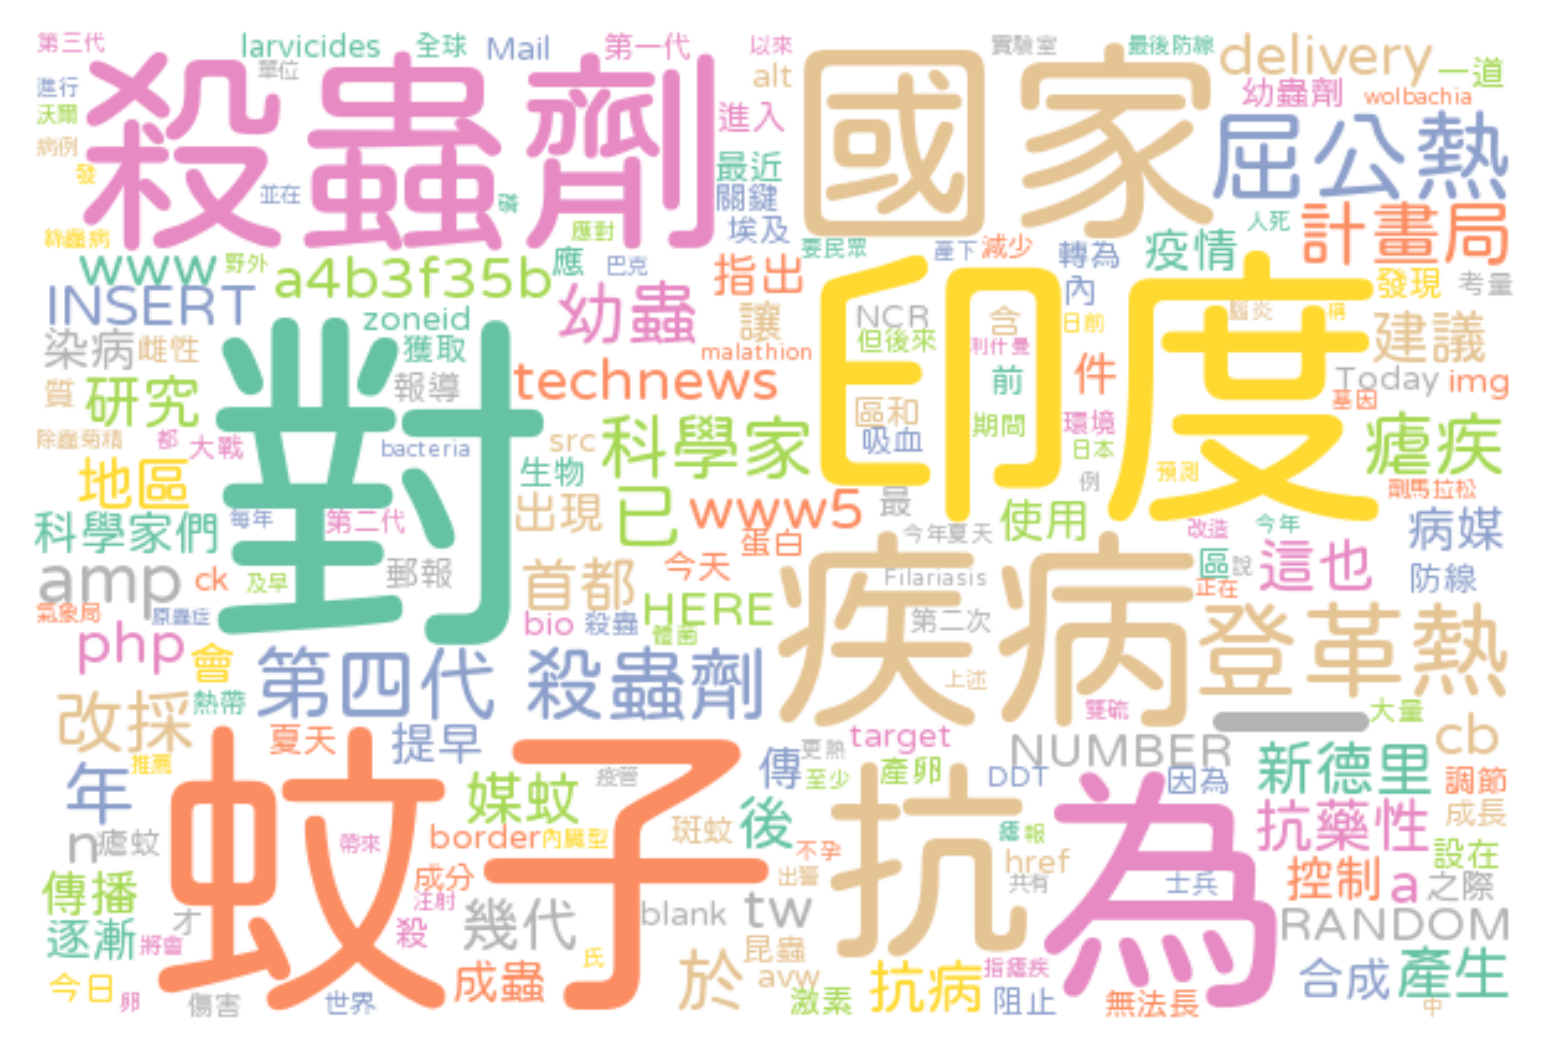 第三代
larvicides
全球
Mail
第一代
以來
實驗室
最後防線
delivery
一道
進行
單位
殺蟲劑
alt
國家
幼蟲劑
wolbachia
沃爾
進入
屈公熱
病例
最近
發
並在
磷
關鍵
人死
計畫局
絲蟲病
應對
埃及
要民眾
產下
減少
轉為
疫情
www
野外
a4b3f35b
應
巴克
指出
印度
內
發現
考量
INSERT
幼蟲
zoneid
讓
NCR
含
日前
腦炎
稱
建議
染病
雌性
獲取
malathion
但後來
利什曼
對
報導
technews
前
件
Today
img
質
研究
區和
基因
除蟲菊精
都
大戰
bacteria
src
科學家
吸血
期間
環境
日本
瘧疾
地區
生物
預測
例
出現
已
www5
最
使用
科學家們
每年
第二代
蛋白
今年夏天
改造
今年
病媒
amp
ck
及早
郵報
首都
今天
疾病
Filariasis
區
說
這也
防線
正在
氣象局
原蟲症
bio
殺蟲
HERE
體菌
第二次
登革熱
php
會
第四代
殺蟲劑
上述
改採
熱帶
雙硫
大量
夏天
提早
target
NUMBER
cb
推薦
傳
更熱
至少
產卵
DDT
因為
新德里
調節
年
蚊子
媒蚊
疫管
抗
為
抗藥性
成長
n
瘧蚊
帶來
border
內臟型
斑蚊
後
不孕
報
href
設在
傳播
成分
出警
共有
士兵
控制
a
之際
注射
才
幾代
blank
tw
RANDOM
逐漸
將會
殺
昆蟲
氏
成蟲
於
avw
抗病
合成
產生
今日
卵
傷害
世界
激素
阻止
無法長
中